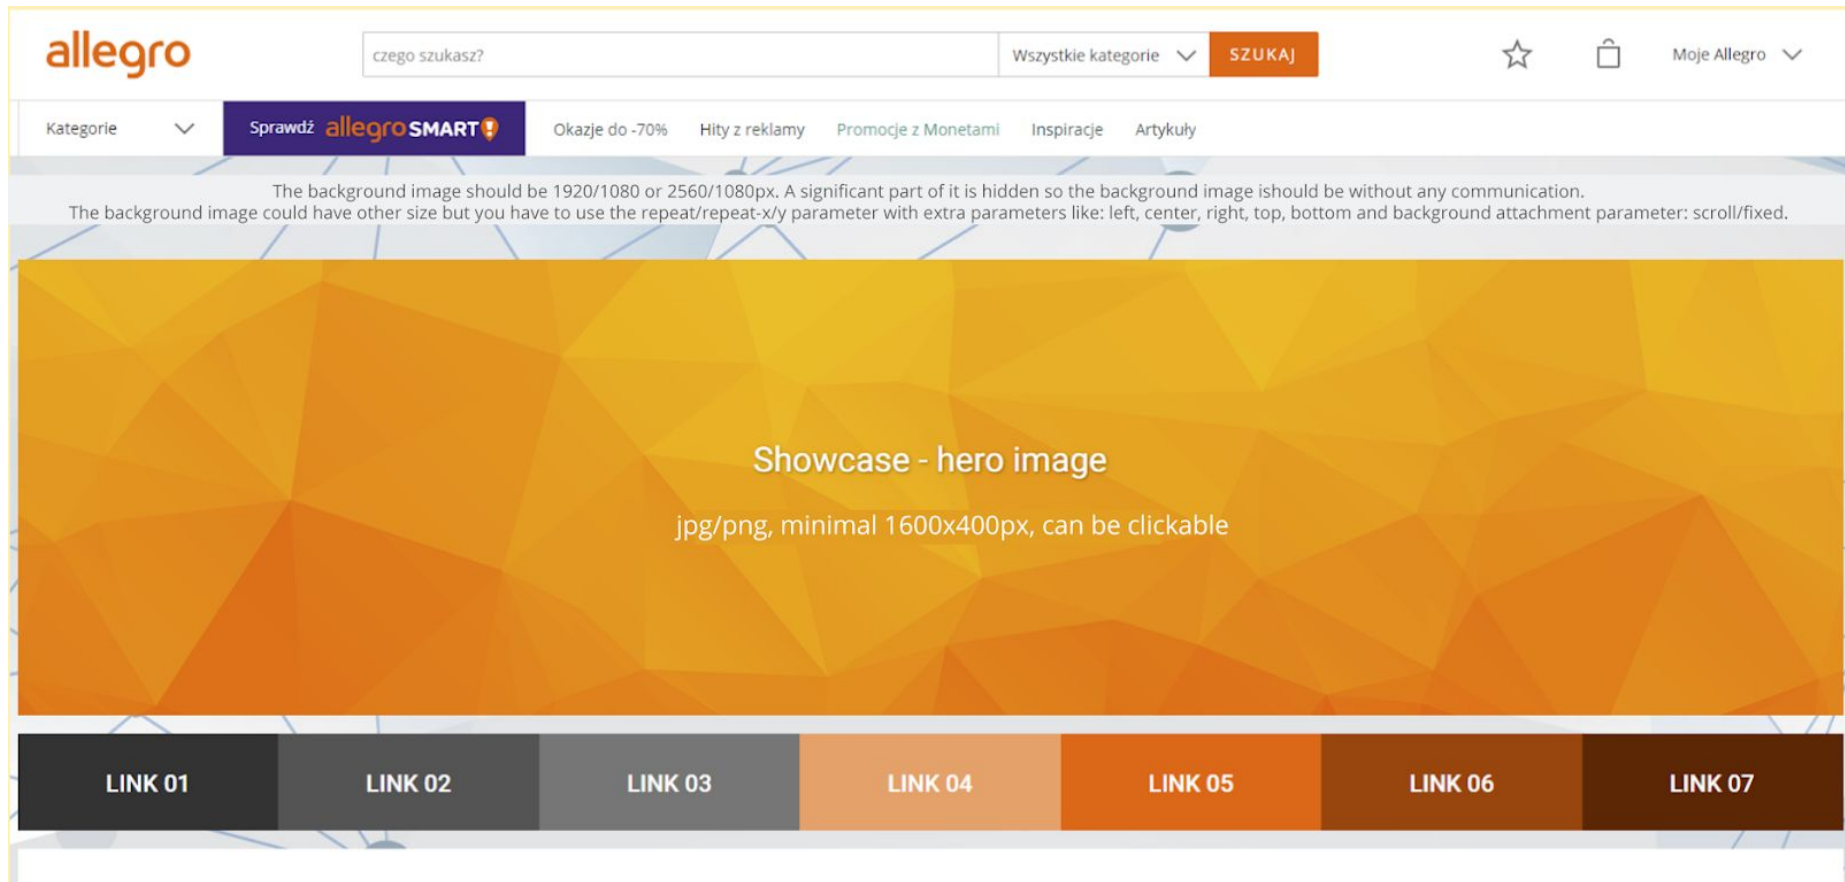 allegro
czego szukasz?
Wszystkie kategorie
SZUKAJ
Moje Allegro
Kategorie
Sprawdź allegro SMART!
Okazje do -70%
Hity z reklamy
Promocje z Monetami
Inspiracje
Artykuły
The background image should be 1920/1080 or 2560/1080px. A significant part of it is hidden so the background image ishould be without any communication.
The background image could have other size but you have to use the repeat/repeat-x/y parameter with extra parameters like: left, center, right, top, bottom and background attachment parameter: scroll/fixed.
Showcase - hero image
jpg/png, minimal 1600x400px, can be clickable
LINK 01
LINK 02
LINK 03
LINK 04
LINK 05
LINK 06
LINK 07